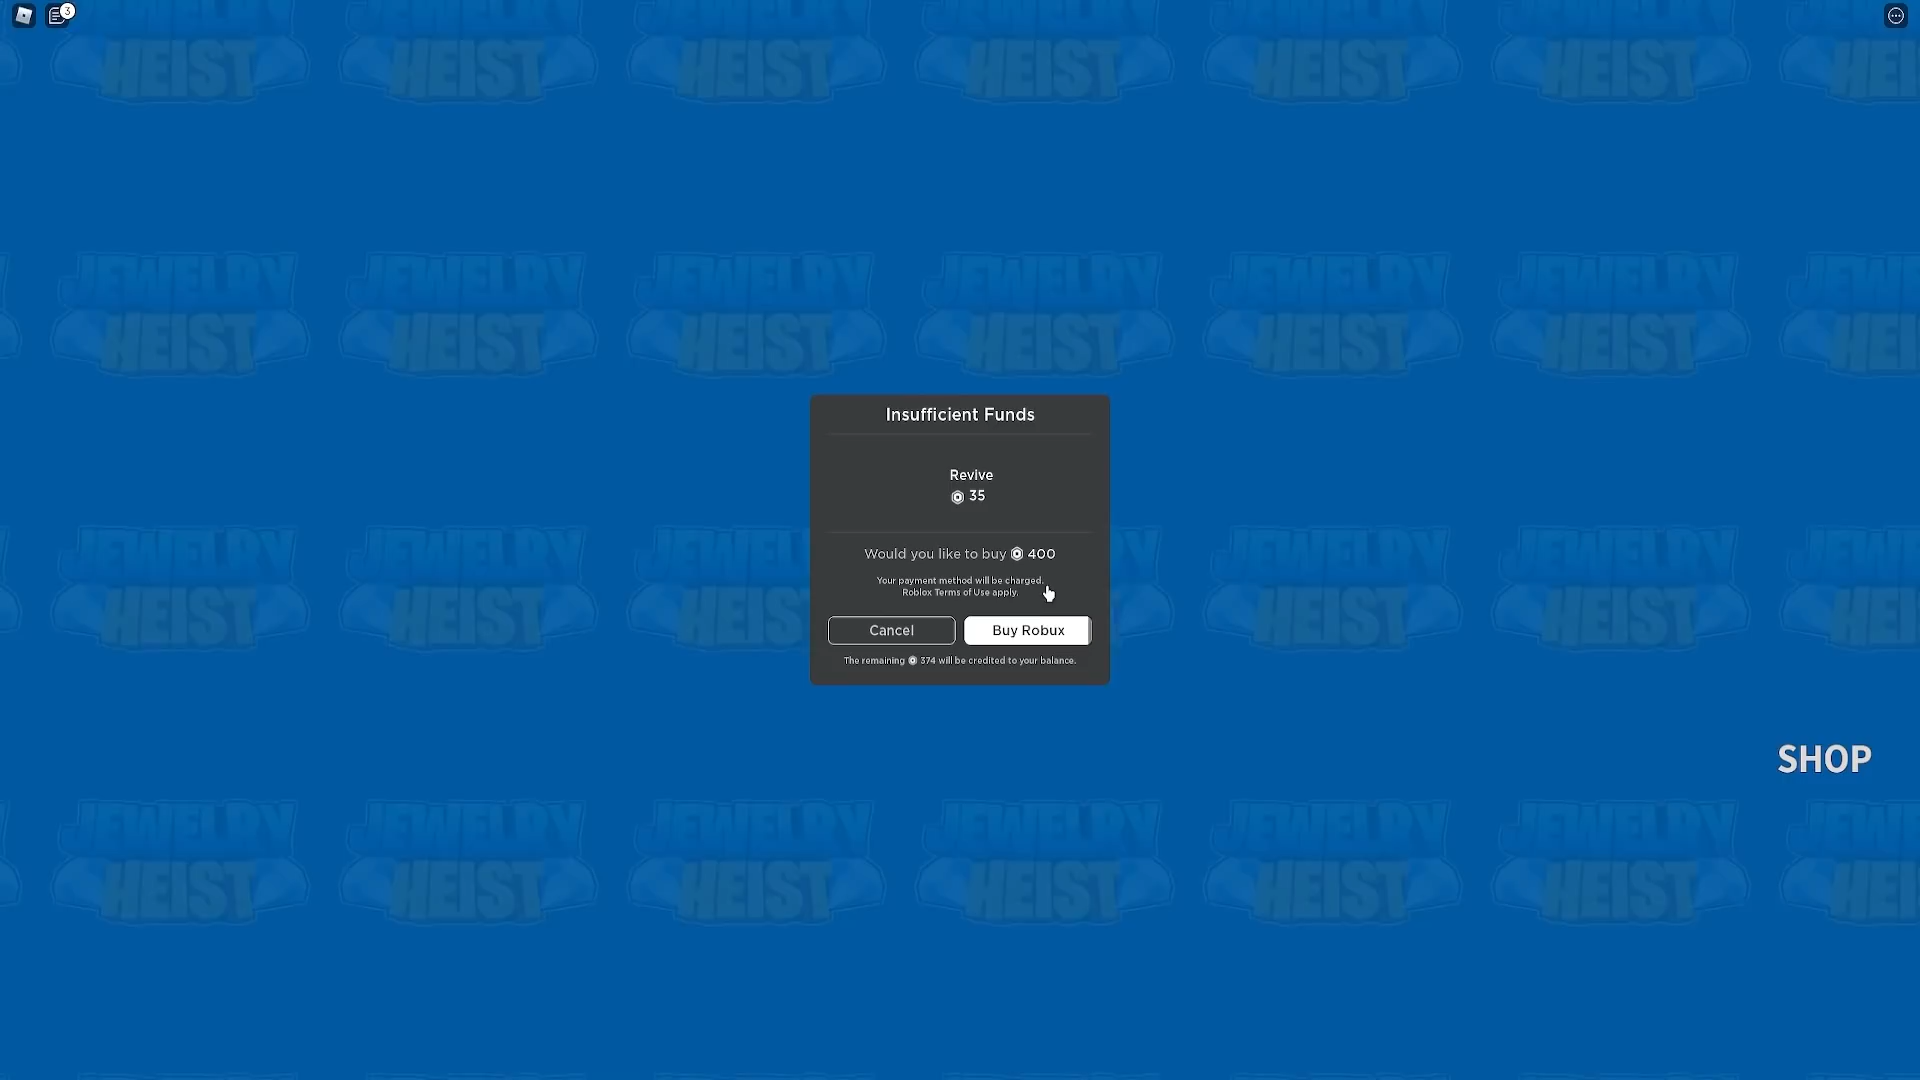 3
JEWELRY HEIST
Insufficient Funds
Revive
35
Would you like to buy 400
Your payment method will be charged.
Roblox Terms of Use apply.
Cancel
Buy Robux
The remaining 374 will be credited to your balance.
SHOP